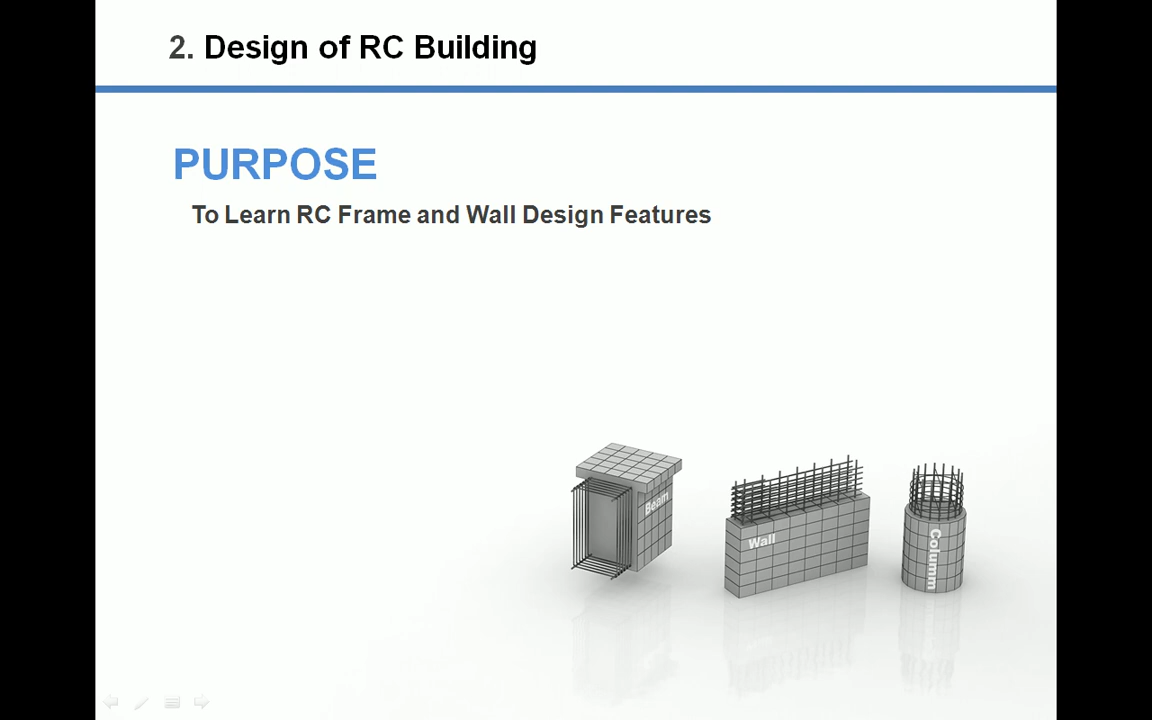 2. Design of RC Building
PURPOSE
To Learn RC Frame and Wall Design Features
Beam
Wall
Column